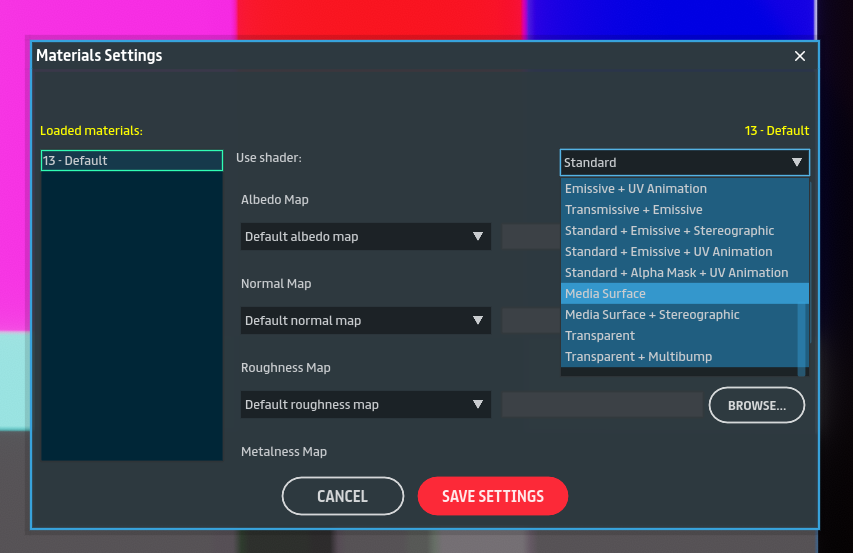 Materials Settings
Loaded materials:
13 - Default
13 - Default
Use shader:
Standard
Emissive + UV Animation
Transmissive + Emissive
Standard + Emissive + Stereographic
Standard + Emissive + UV Animation
Standard + Alpha Mask + UV Animation
Media Surface
Media Surface + Stereographic
Transparent
Transparent + Multibump
Albedo Map
Default albedo map
Normal Map
Default normal map
Roughness Map
Default roughness map
BROWSE...
Metalness Map
CANCEL
SAVE SETTINGS